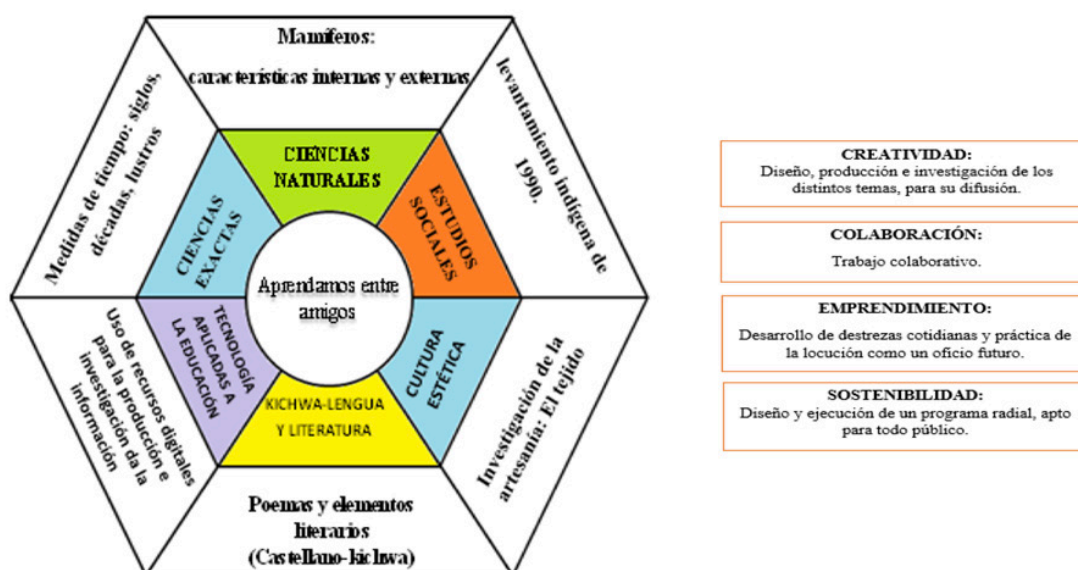 Mamíferos:
características internas y externas
levantamiento indígena de
1990.
Investigación de la
artesanía: El tejido
Poemas y elementos
literarios
(Castellano-kichwa)
Uso de recursos digitales
para la producción e
investigación da la
información
Medidas de tiempo: siglos,
décadas, lustros
CIENCIAS
NATURALES
ESTUDIOS
SOCIALES
CULTURA
ESTÉTICA
KICHWA-LENGUA
Y LITERATURA
TECNOLOGÍA
APLICADAS A
LA EDUCACIÓN
CIENCIAS
EXACTAS
Aprendamos entre
amigos
CREATIVIDAD:
Diseño, producción e investigación de los
distintos temas, para su difusión.
COLABORACIÓN:
Trabajo colaborativo.
EMPRENDIMIENTO:
Desarrollo de destrezas cotidianas y práctica de
la locución como un oficio futuro.
SOSTENIBILIDAD:
Diseño y ejecución de un programa radial, apto
para todo público.